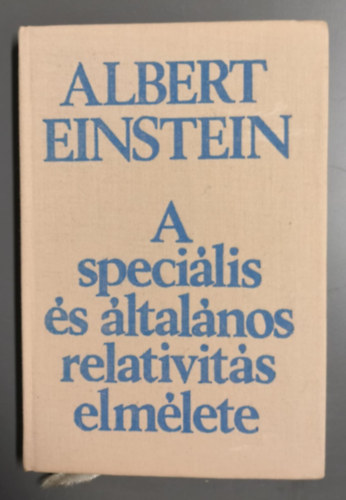 ALBERT
EINSTEIN
A
speciális
és általános
relativitás
elmélete